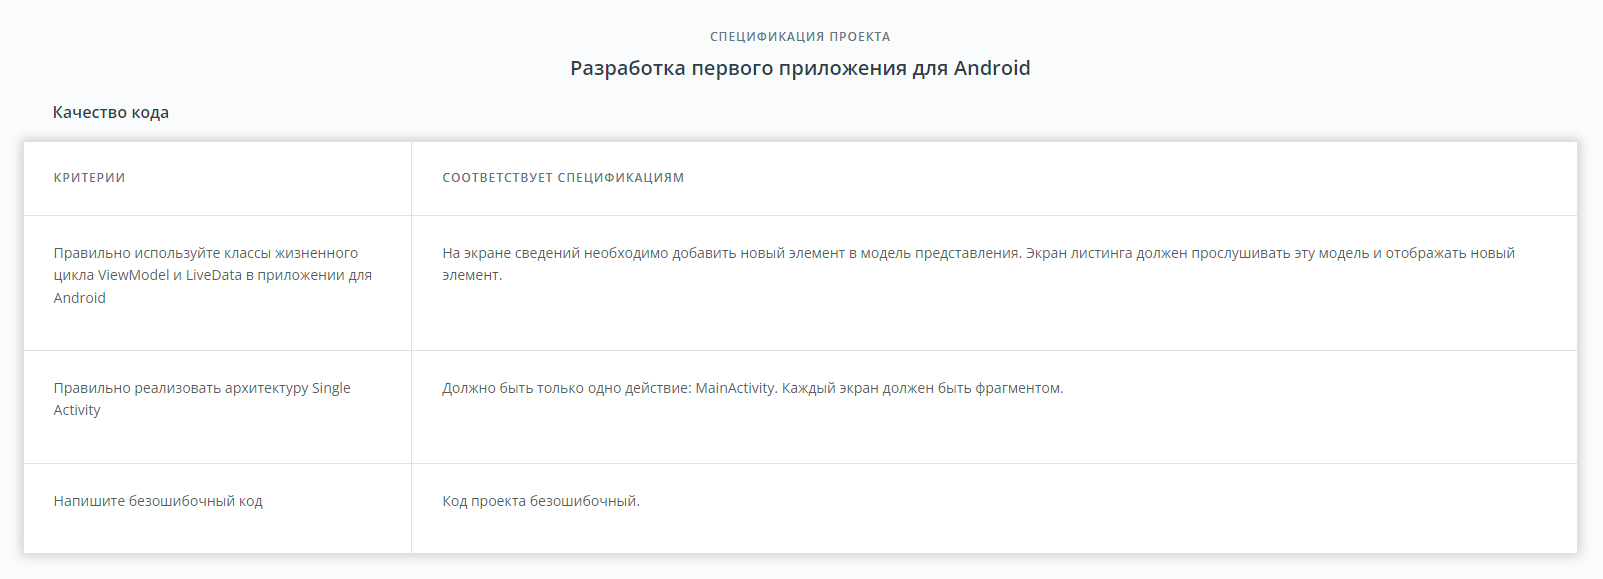 СПЕЦИФИКАЦИЯ ПРОЕКТА
Разработка первого приложения для Android
Качество кода
КРИТЕРИИ
СООТВЕТСТВУЕТ СПЕЦИФИКАЦИЯМ
Правильно используйте классы жизненного
цикла ViewModel и LiveData в приложении для
Android
На экране сведений необходимо добавить новый элемент в модель представления. Экран листинга должен прослушивать эту модель и отображать новый
элемент.
Правильно реализовать архитектуру Single
Activity
Должно быть только одно действие: MainActivity. Каждый экран должен быть фрагментом.
Напишите безошибочный код
Код проекта безошибочный.